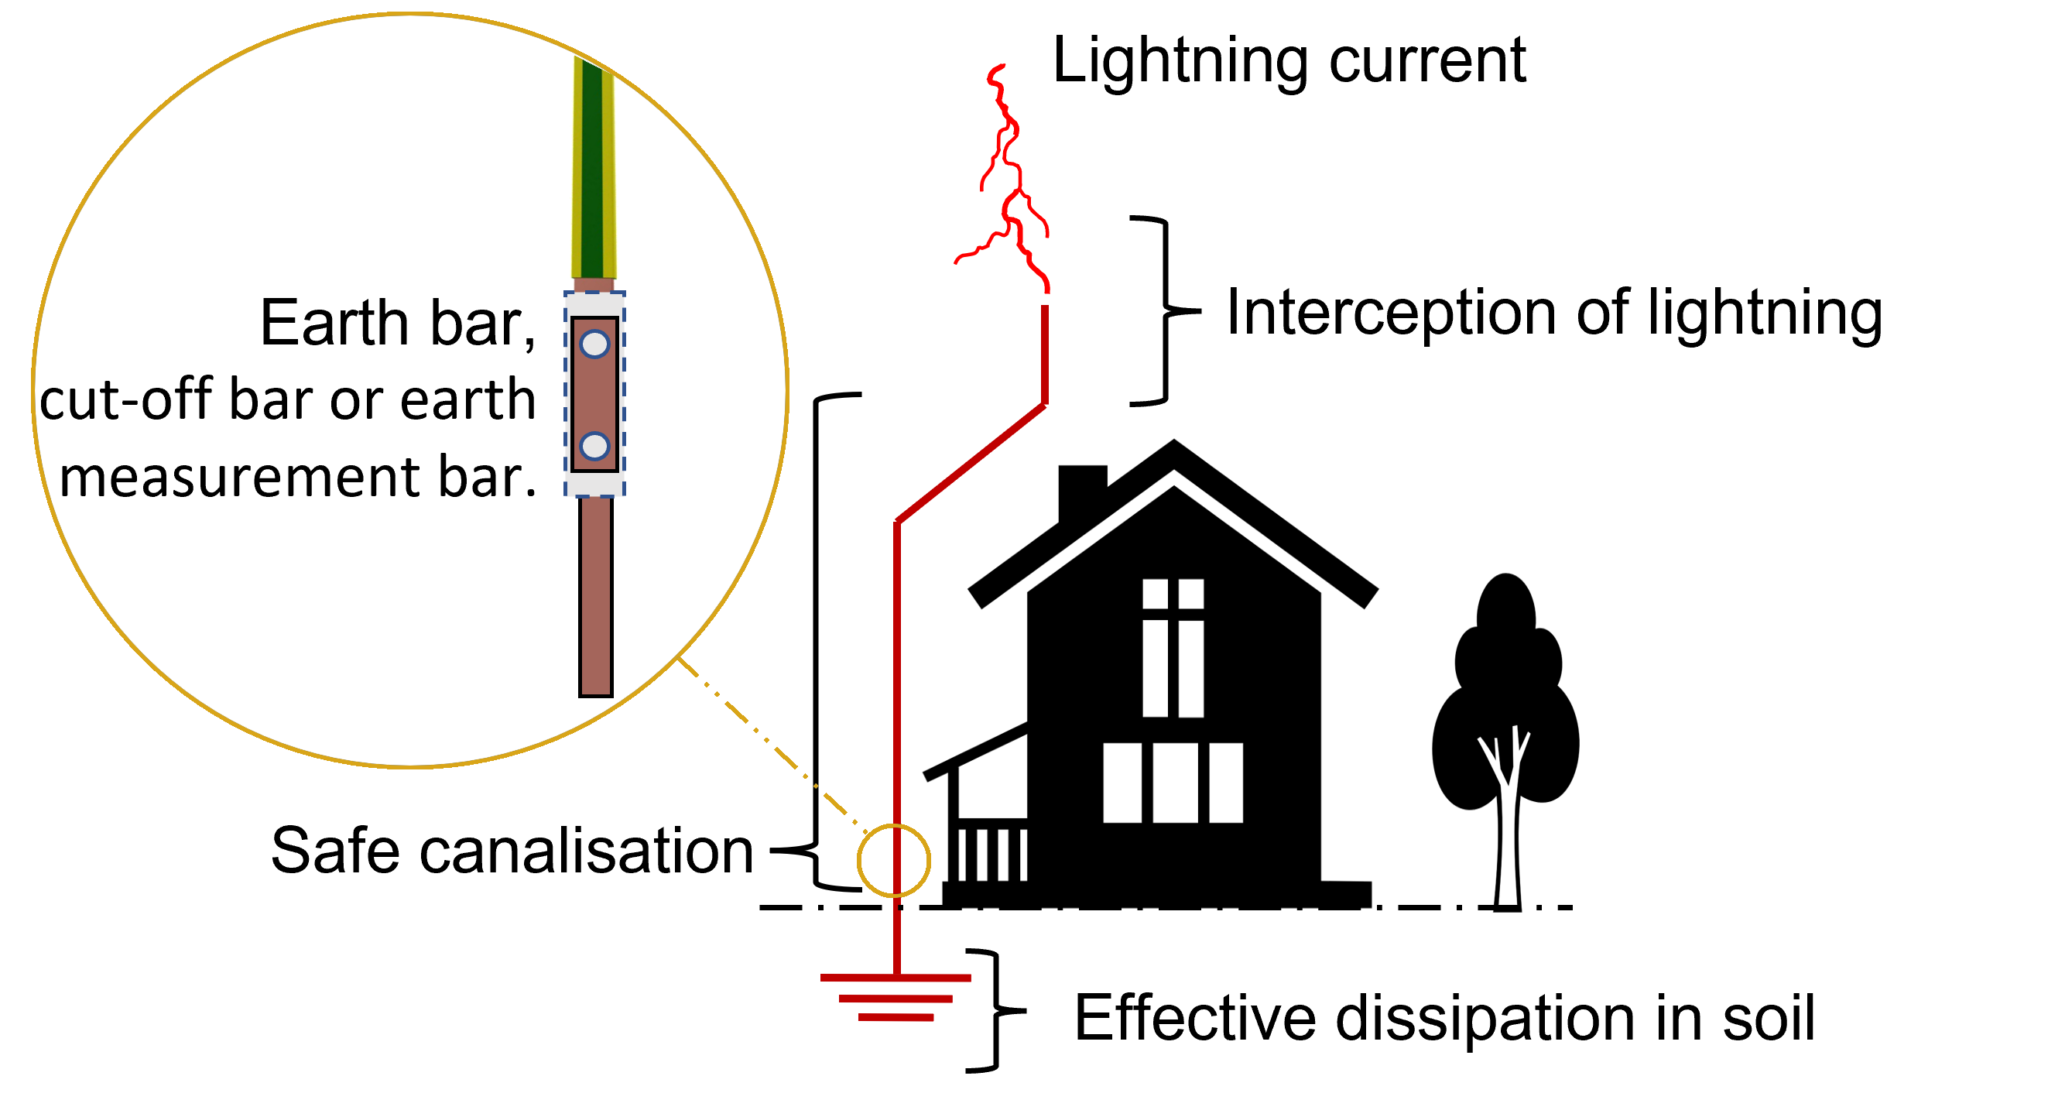 Lightning current
Interception of lightning
Earth bar,
cut-off bar or earth
measurement bar.
Safe canalisation
Effective dissipation in soil